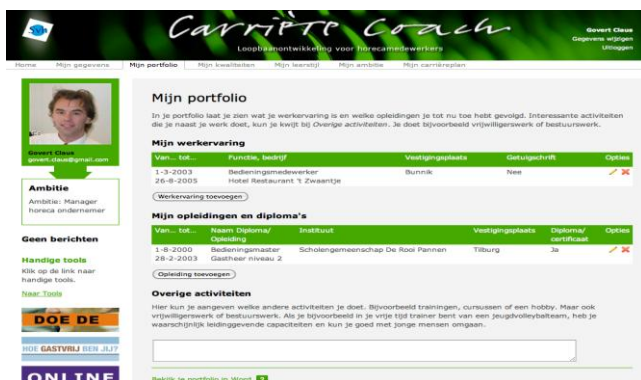 SVH
Carrière Coach
Loopbaanontwikkeling voor horecamedewerkers
Govert Claus
Gegevens wijzigen
Uitloggen
Home Mijn gegevens Mijn portfolio Mijn kwaliteiten Mijn leerstijl Mijn ambitie Mijn carrièreplan
Govert Claus
govert.claus@gmail.com
Ambitie
Ambitie: Manager
horeca ondernemer
Geen berichten
Handige tools
Klik op de link naar
handige tools.
Naar Tools
DOE DE
HOE GASTVRIJ BEN JIJ?
ONLINE
Mijn portfolio
In je portfolio laat je zien wat je werkervaring is en welke opleidingen je tot nu toe hebt gevolgd. Interessante activiteiten
die je naast je werk doet, kun je kwijt bij Overige activiteiten. Je doet bijvoorbeeld vrijwilligerswerk of bestuurswerk.
Mijn werkervaring
Van... tot... Functie, bedrijf Vestigingsplaats Getuigschrift Opties
1-3-2003 Bedieningsmedewerker Bunnik Nee
26-8-2005 Hotel Restaurant 't Zwaantje
Werkervaring toevoegen
Mijn opleidingen en diploma's
Van... tot... Naam Diploma/ Instituut Vestigingsplaats Diploma/ Opties
Opleiding certificaat
1-8-2000 Bedieningsmaster Scholengemeenschap De Rooi Pannen Tilburg Ja
28-2-2003 Gastheer niveau 2
Opleiding toevoegen
Overige activiteiten
Hier kun je aangeven welke andere activiteiten je doet. Bijvoorbeeld trainingen, cursussen of een hobby. Maar ook
vrijwilligerswerk of bestuurswerk. Als je bijvoorbeeld in je vrije tijd trainer bent van een jeugdvolleybalteam, heb je
waarschijnlijk leidinggevende capaciteiten en kun je goed met jonge mensen omgaan.
Bekijk je portfolio in Word